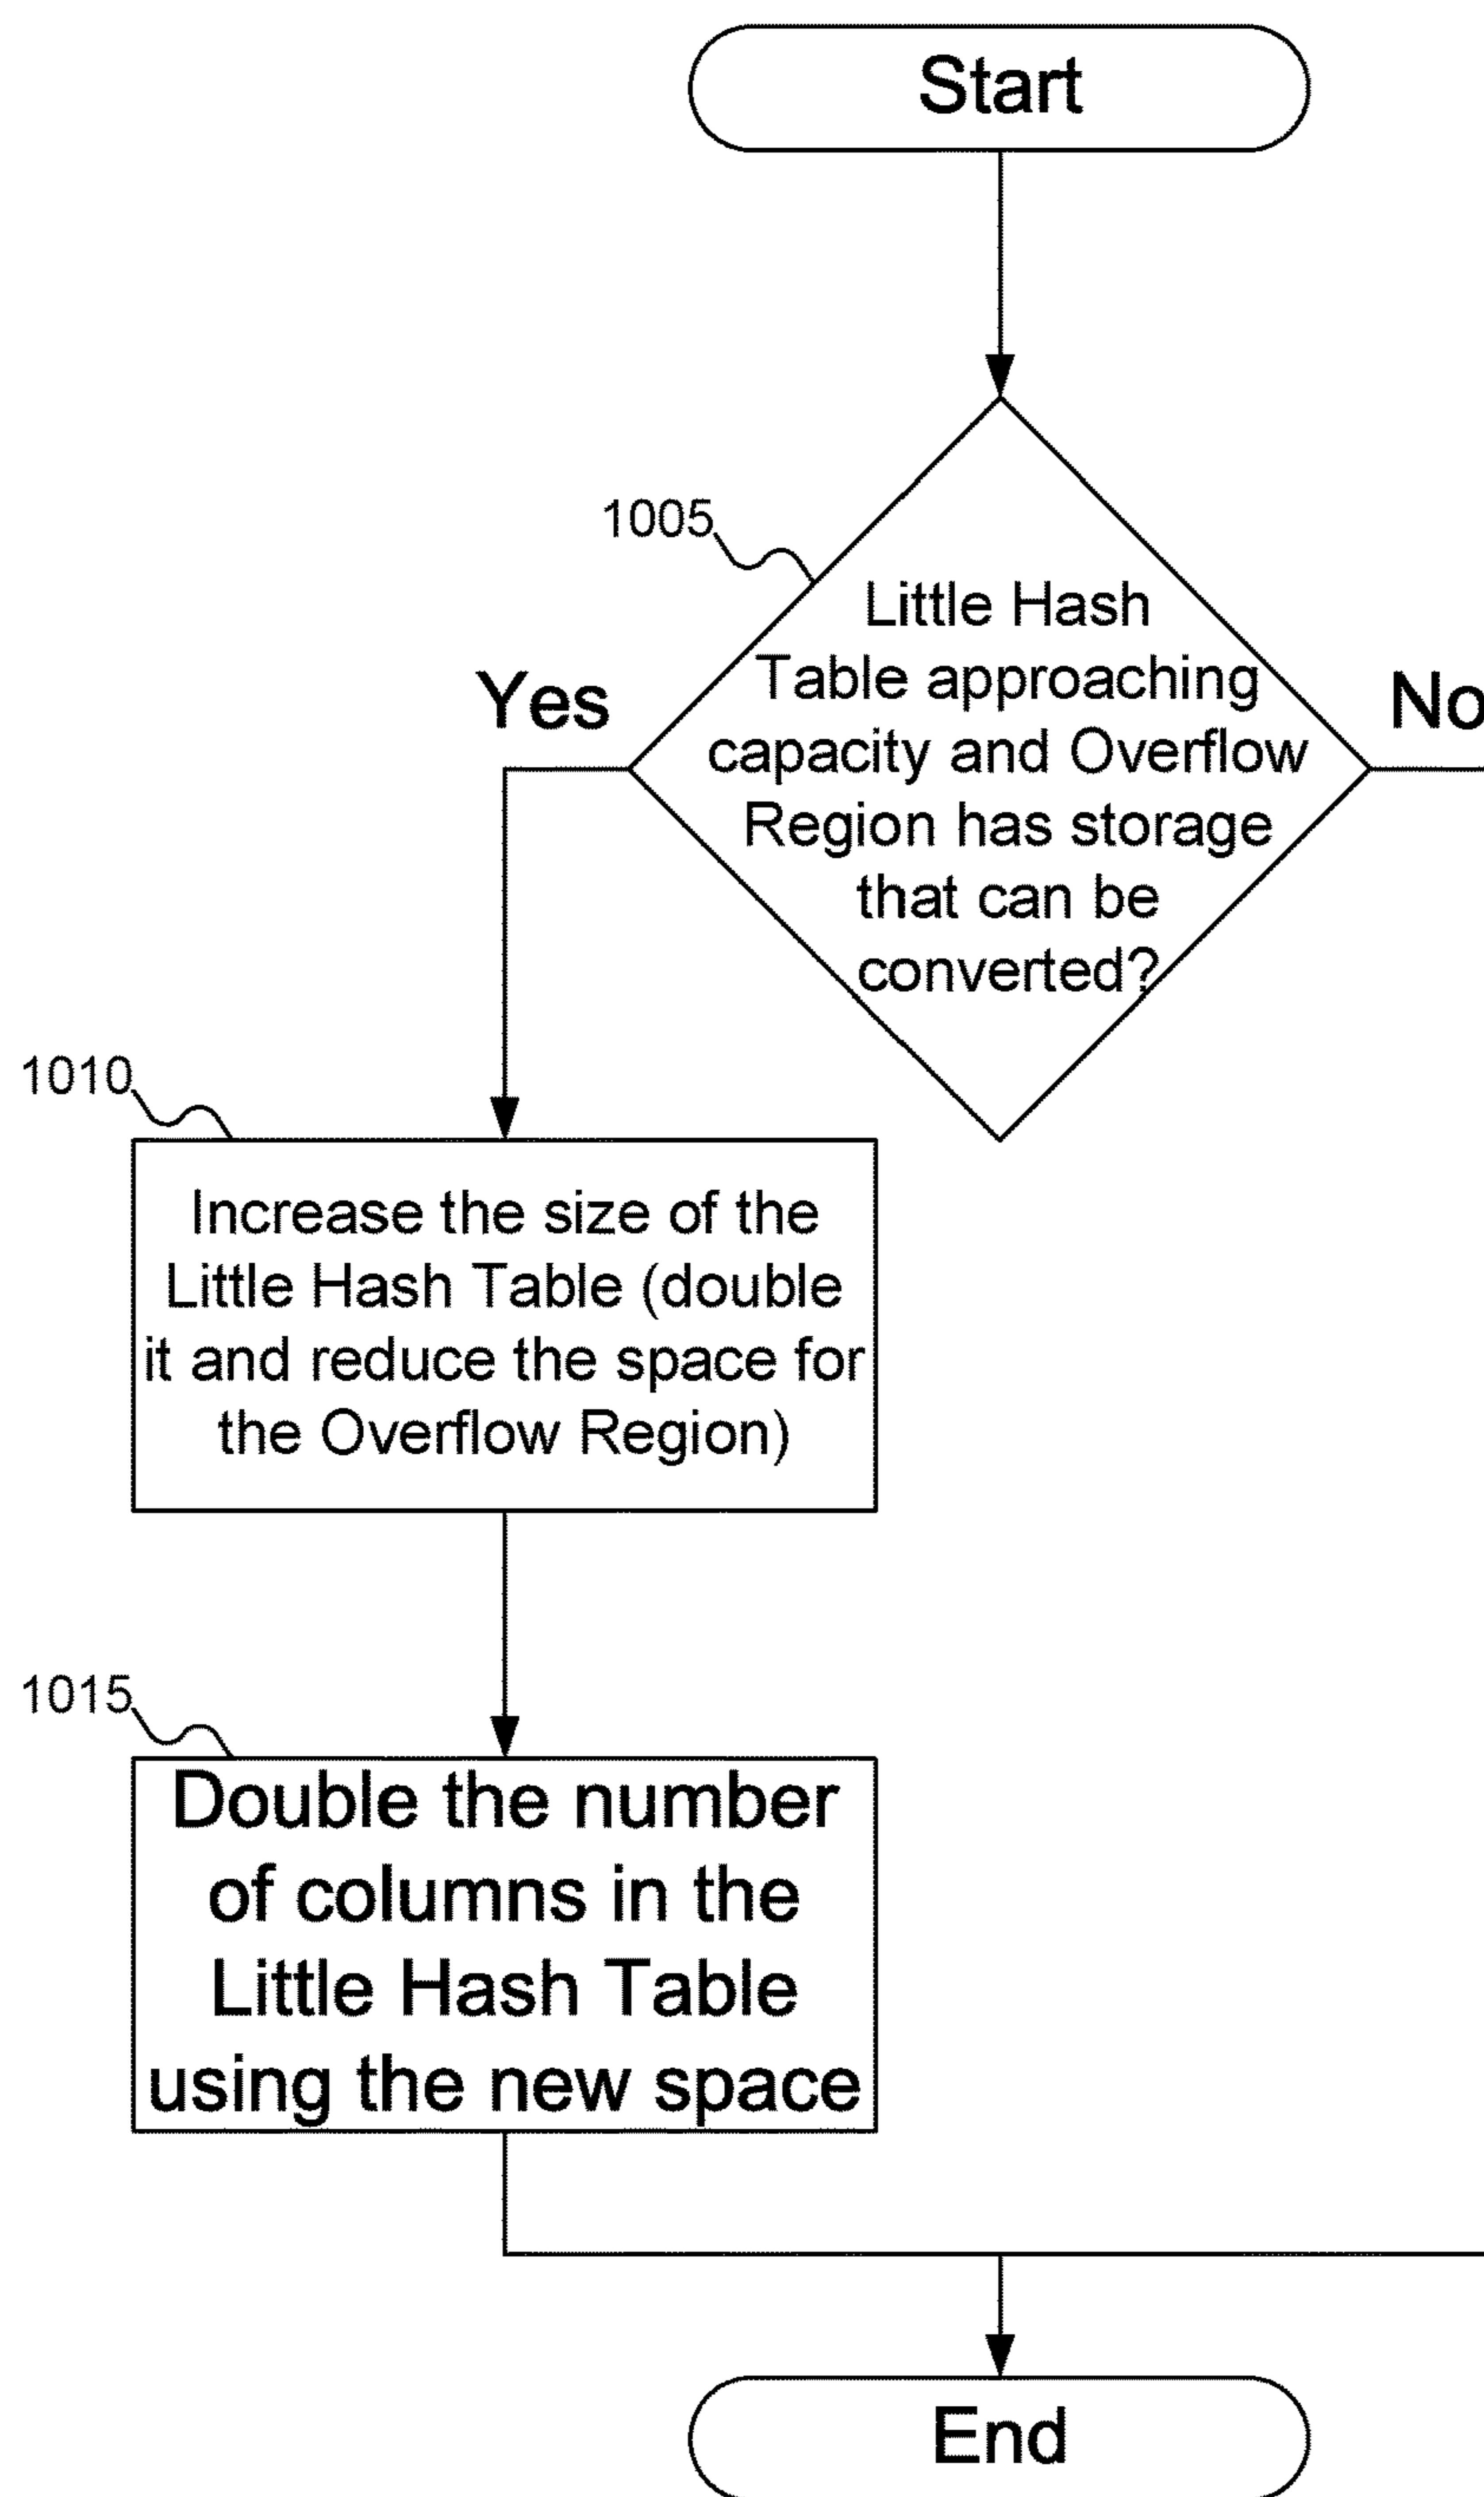 Start
1005
Little Hash
Table approaching
capacity and Overflow
Region has storage
that can be
converted?
Yes
No
1010
Increase the size of the
Little Hash Table (double
it and reduce the space for
the Overflow Region)
1015
Double the number
of columns in the
Little Hash Table
using the new space
End